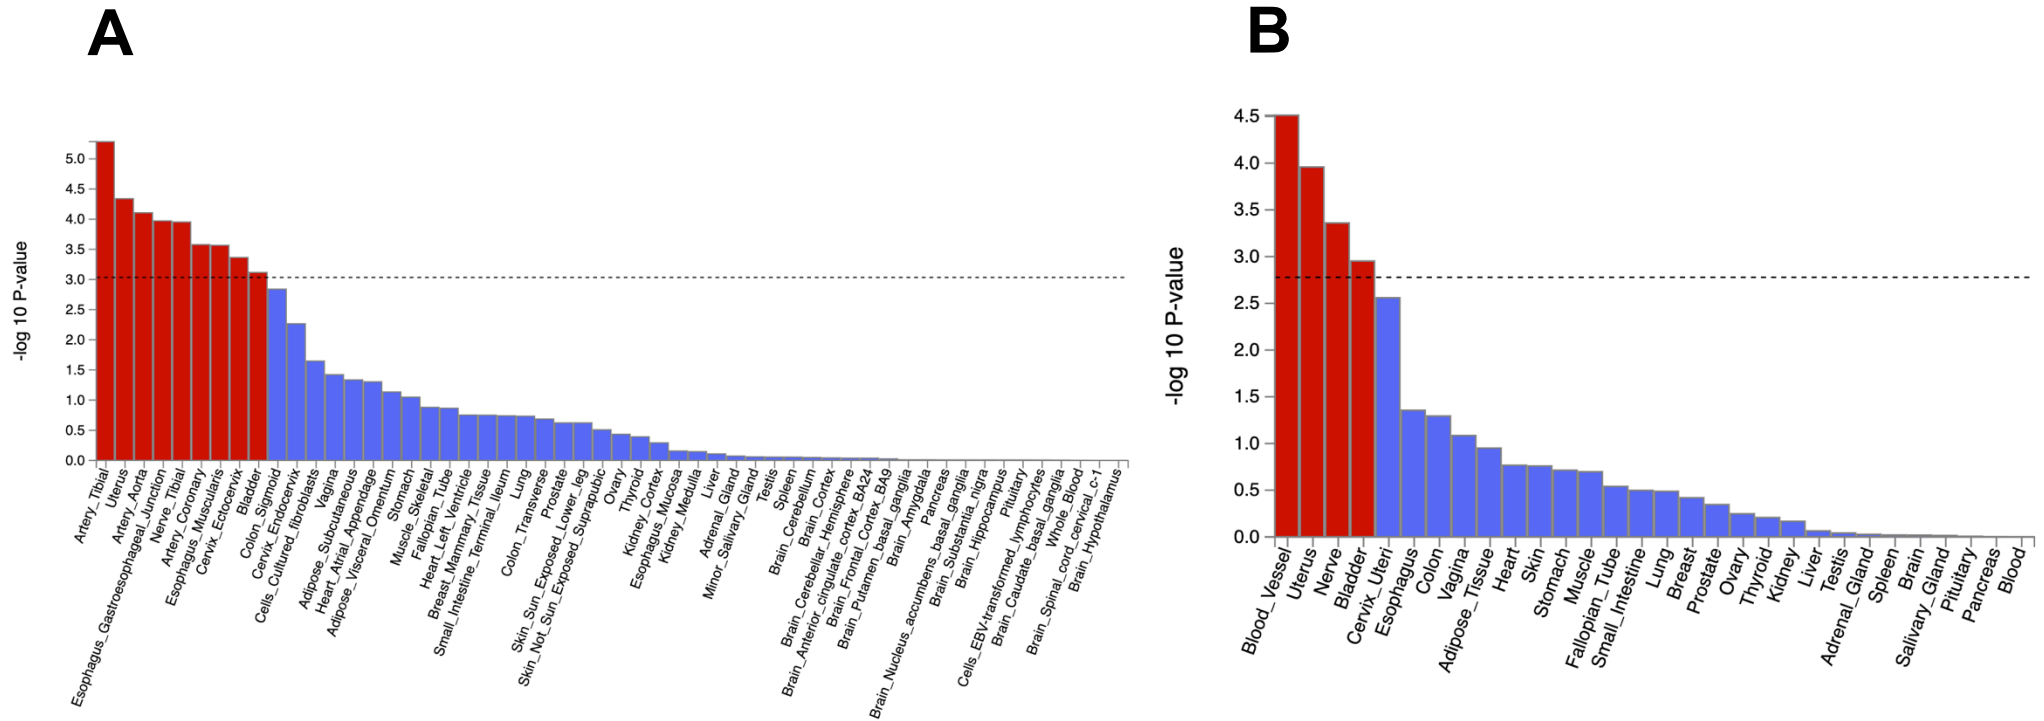 A
-log 10 P-value
5.0
4.5
4.0
3.5
3.0
2.5
2.0
1.5
1.0
0.5
0.0
Artery_Tibial
Uterus
Artery_Aorta
Esophagus_Gastroesophageal_Junction
Nerve_Tibial
Artery_Coronary
Esophagus_Muscularis
Cervix_Ectocervix
Bladder
Colon_Sigmoid
Cervix_Endocervix
Cells_Cultured_fibroblasts
Vagina
Adipose_Subcutaneous
Heart_Atrial_Appendage
Adipose_Visceral_Omentum
Stomach
Muscle_Skeletal
Fallopian_Tube
Heart_Left_Ventricle
Breast_Mammary_Tissue
Small_Intestine_Terminal_Ileum
Lung
Colon_Transverse
Prostate
Skin_Sun_Exposed_Lower_leg
Skin_Not_Sun_Exposed_Suprapubic
Ovary
Thyroid
Kidney_Cortex
Esophagus_Mucosa
Kidney_Medulla
Liver
Adrenal_Gland
Minor_Salivary_Gland
Testis
Spleen
Brain_Cerebellum
Brain_Cortex
Brain_Cerebellar_Hemisphere
Brain_Anterior_cingulate_cortex_BA24
Brain_Frontal_Cortex_BA9
Brain_Putamen_basal_ganglia
Brain_Amygdala
Pancreas
Brain_Nucleus_accumbens_basal_ganglia
Brain_Substantia_nigra
Brain_Hippocampus
Pituitary
Cells_EBV-transformed_lymphocytes
Brain_Caudate_basal_ganglia
Whole_Blood
Brain_Spinal_cord_cervical_c-1
Brain_Hypothalamus
B
-log 10 P-value
4.5
4.0
3.5
3.0
2.5
2.0
1.5
1.0
0.5
0.0
Blood_Vessel
Uterus
Nerve
Bladder
Cervix_Uteri
Esophagus
Colon
Vagina
Adipose_Tissue
Heart
Skin
Stomach
Muscle
Fallopian_Tube
Small_Intestine
Lung
Breast
Prostate
Ovary
Thyroid
Kidney
Liver
Testis
Adrenal_Gland
Spleen
Brain
Salivary_Gland
Pituitary
Pancreas
Blood